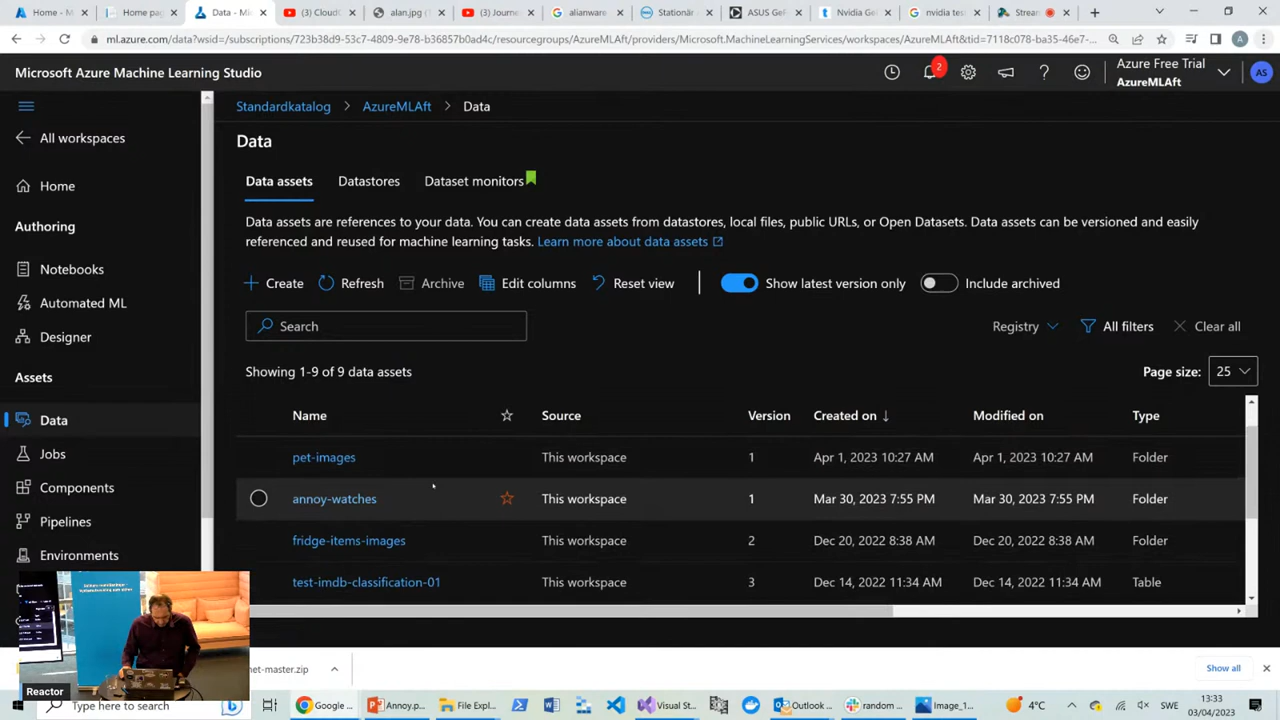 Home - M
Home page
Data - Mic
CloudC
alan.jpg (
Journe
alianware
Stationär
ASUS GeF
Nvidia Ge
nvidia test
Strean
ml.azure.com/data?wsid=/subscriptions/723b38d9-53c7-4809-9e78-b36857b0ad4c/resourcegroups/AzureMLAft/providers/Microsoft.MachineLearningServices/workspaces/AzureMLAft&tid=7118c078-ba35-46e7-...
A
Microsoft Azure Machine Learning Studio
2
Azure Free Trial
AzureMLAft
AS
Standardkatalog > AzureMLAft > Data
All workspaces
Home
Authoring
Notebooks
Automated ML
Designer
Assets
Data
Jobs
Components
Pipelines
Environments
Data
Data assets Datastores Dataset monitors
Data assets are references to your data. You can create data assets from datastores, local files, public URLs, or Open Datasets. Data assets can be versioned and easily
referenced and reused for machine learning tasks. Learn more about data assets
Create Refresh Archive Edit columns Reset view Show latest version only Include archived
Search
Registry All filters Clear all
Showing 1-9 of 9 data assets
Page size: 25
Name Source Version Created on Modified on Type
pet-images This workspace 1 Apr 1, 2023 10:27 AM Apr 1, 2023 10:27 AM Folder
annoy-watches This workspace 1 Mar 30, 2023 7:55 PM Mar 30, 2023 7:55 PM Folder
fridge-items-images This workspace 2 Dec 20, 2022 8:38 AM Dec 20, 2022 8:38 AM Folder
test-imdb-classification-01 This workspace 3 Dec 14, 2022 11:34 AM Dec 14, 2022 11:34 AM Table
Reactor
net-master.zip
Show all
Type here to search
Google ...
Annoy.p...
File Expl...
Visual St...
Outlook ...
random ...
Image_1...
4°C
SWE
13:33
03/04/2023